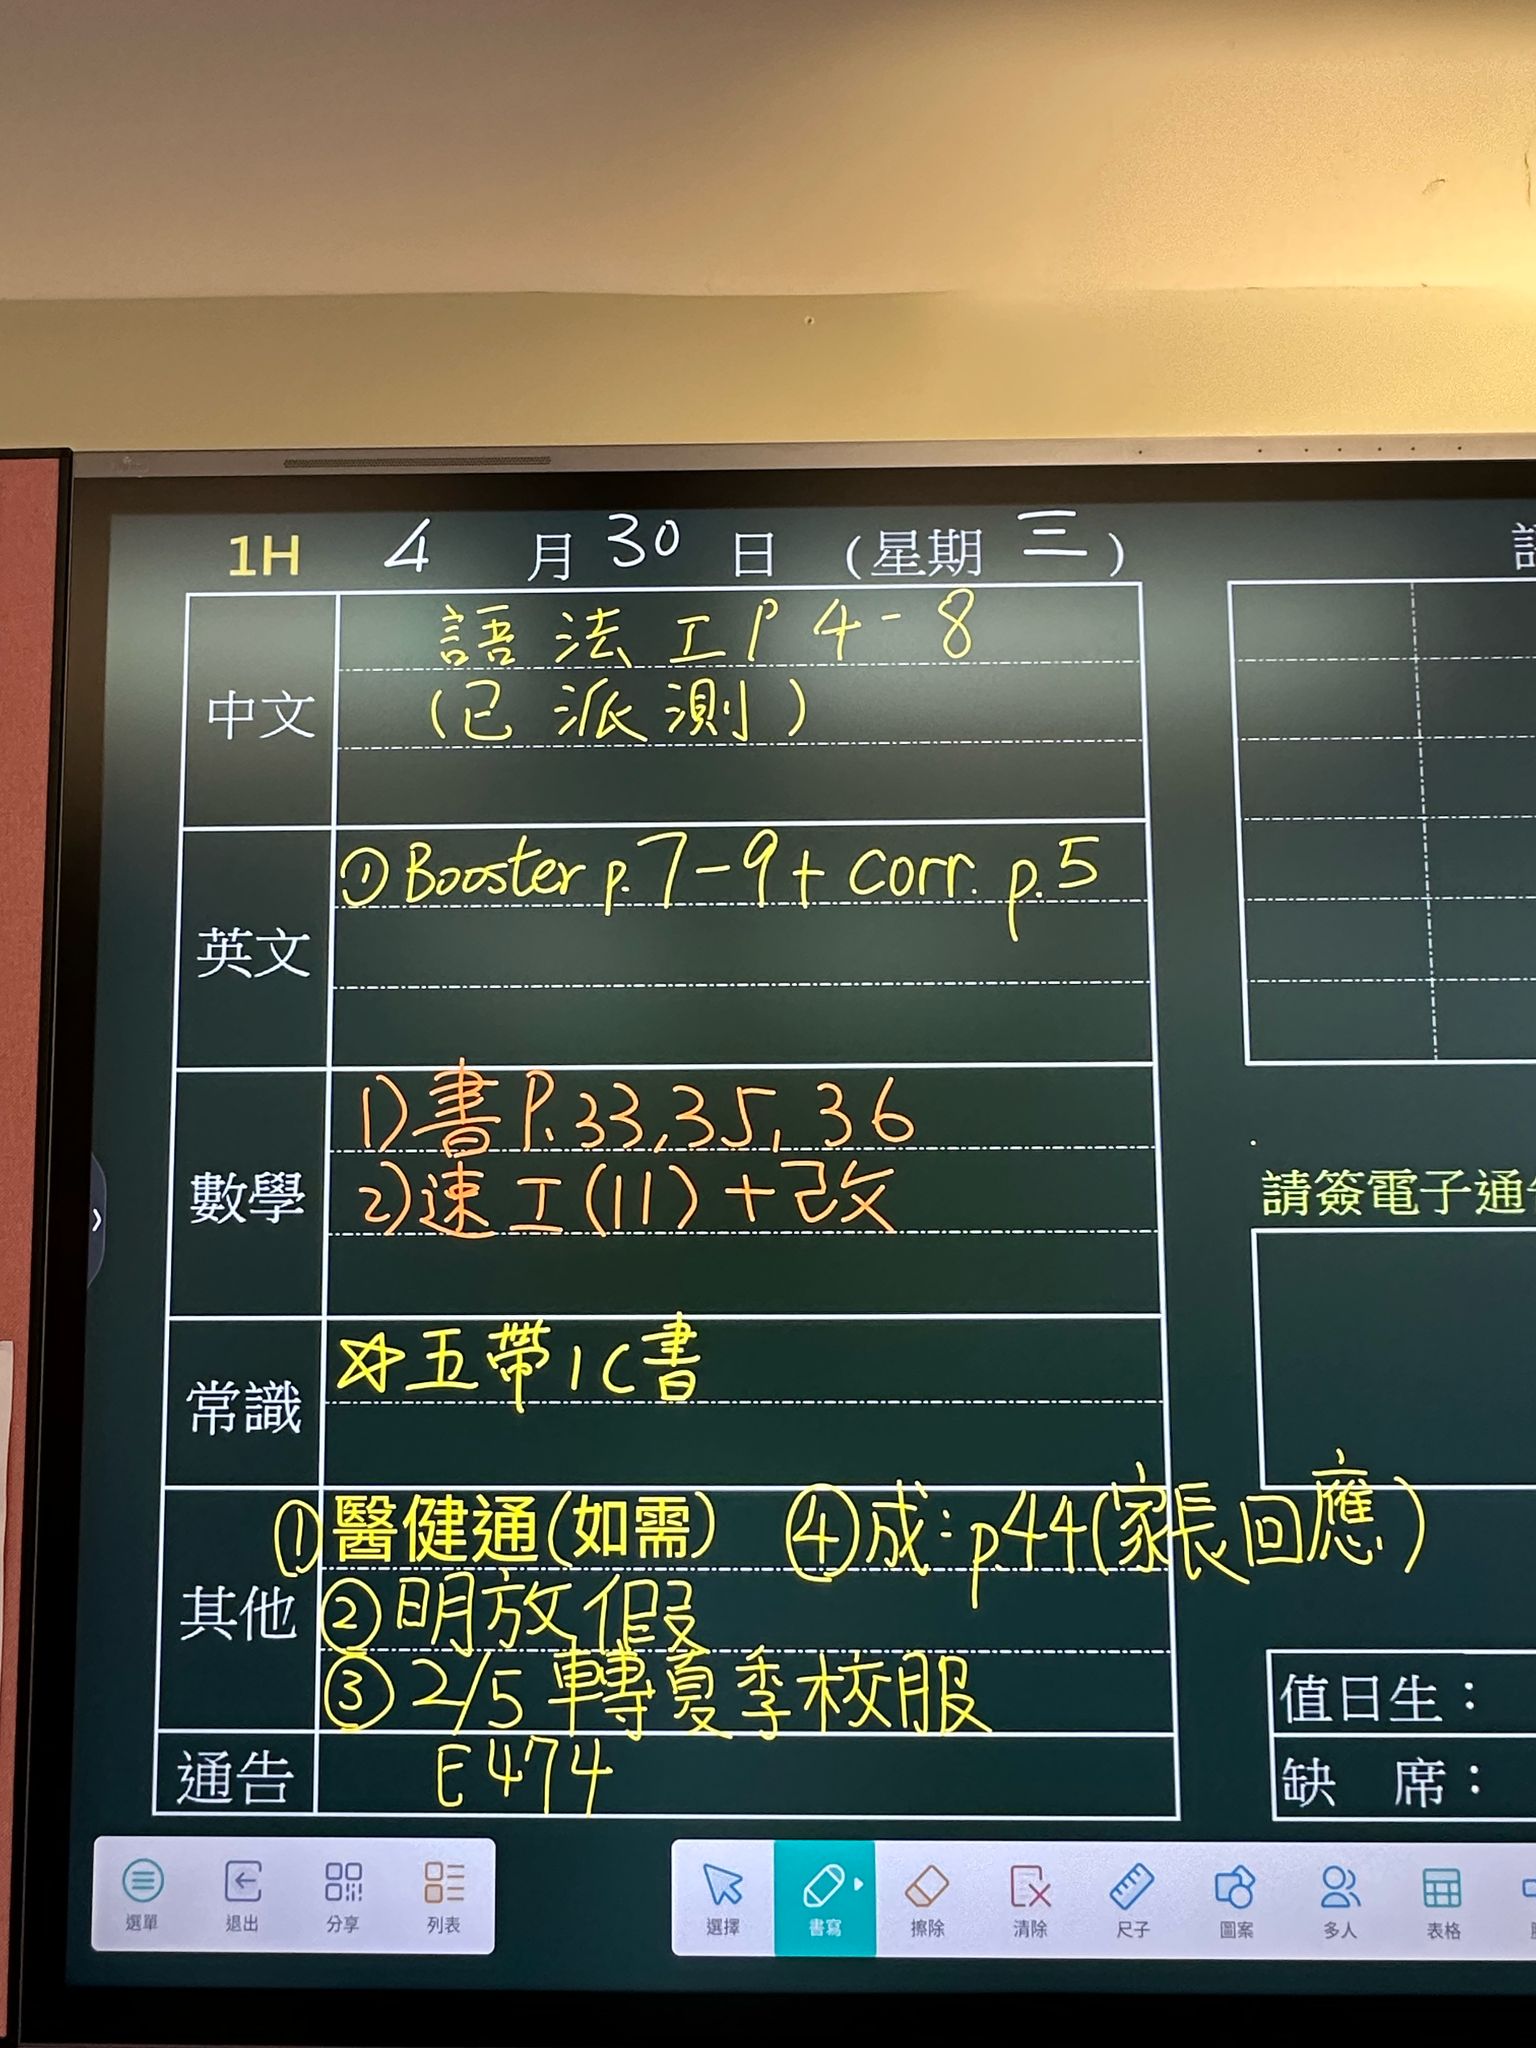 1H 4 月 30 日 (星期 三)
中文
語法工P4-8
(已派測)
英文
①Booster p.7-9+ corr. p.5
數學
1)書P.33,35,36
2)速工(11)+改
常識
☆五帶1C書
其他
①醫健通(如需) ④成:p.44(家長回應)
②明放假
③2/5轉夏季校服
通告
E474
請簽電子通
值日生：
缺 席：
選單 退出 分享 列表
選擇 書寫 擦除 清除 尺子 圖案 多人 表格